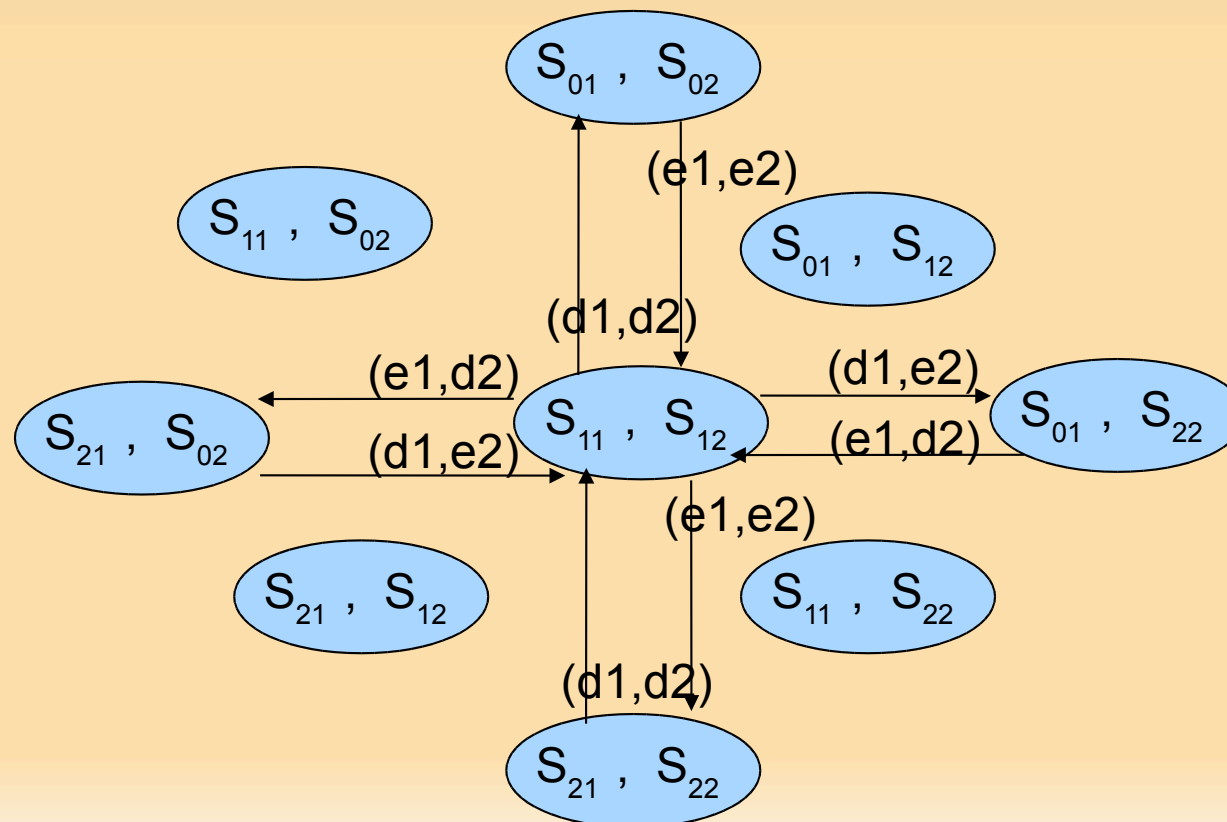 S₀₁ , S₀₂
(e1,e2)
S₁₁ , S₀₂
S₀₁ , S₁₂
(d1,d2)
(e1,d2)
(d1,e2)
S₂₁ , S₀₂
S₁₁ , S₁₂
S₀₁ , S₂₂
(d1,e2)
(e1,d2)
(e1,e2)
S₂₁ , S₁₂
S₁₁ , S₂₂
(d1,d2)
S₂₁ , S₂₂